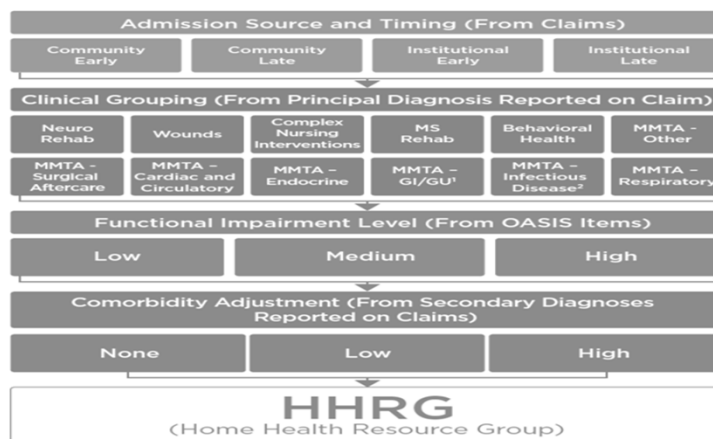 Admission Source and Timing (From Claims)
Community Early
Community Late
Institutional Early
Institutional Late
Clinical Grouping (From Principal Diagnosis Reported on Claim)
Neuro Rehab
Wounds
Complex Nursing Interventions
MS Rehab
Behavioral Health
MMTA - Other
MMTA - Surgical Aftercare
MMTA – Cardiac and Circulatory
MMTA – Endocrine
MMTA – GI/GU¹
MMTA – Infectious Disease²
MMTA – Respiratory
Functional Impairment Level (From OASIS Items)
Low
Medium
High
Comorbidity Adjustment (From Secondary Diagnoses
Reported on Claims)
None
Low
High
HHRG
(Home Health Resource Group)